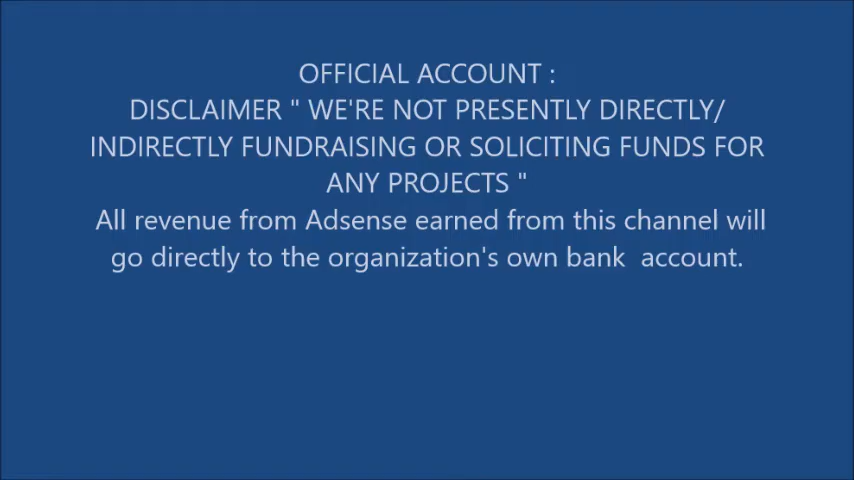 OFFICIAL ACCOUNT :
DISCLAIMER " WE'RE NOT PRESENTLY DIRECTLY/
INDIRECTLY FUNDRAISING OR SOLICITING FUNDS FOR
ANY PROJECTS "
All revenue from Adsense earned from this channel will
go directly to the organization's own bank  account.